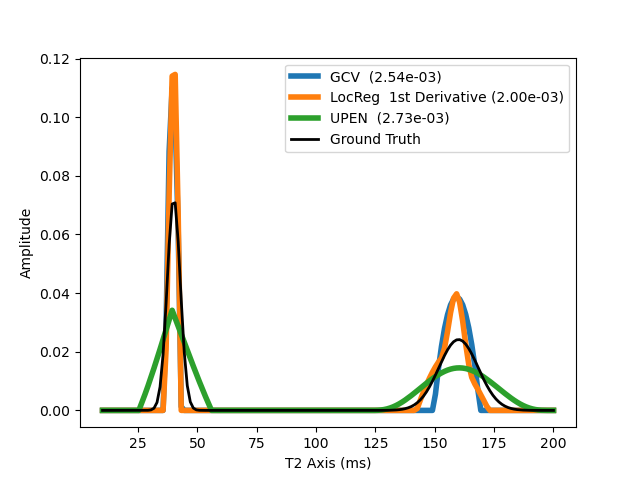 GCV (2.54e-03)
LocReg 1st Derivative (2.00e-03)
UPEN (2.73e-03)
Ground Truth
0.12
0.10
0.08
0.06
0.04
0.02
0.00
Amplitude
25 50 75 100 125 150 175 200
T2 Axis (ms)